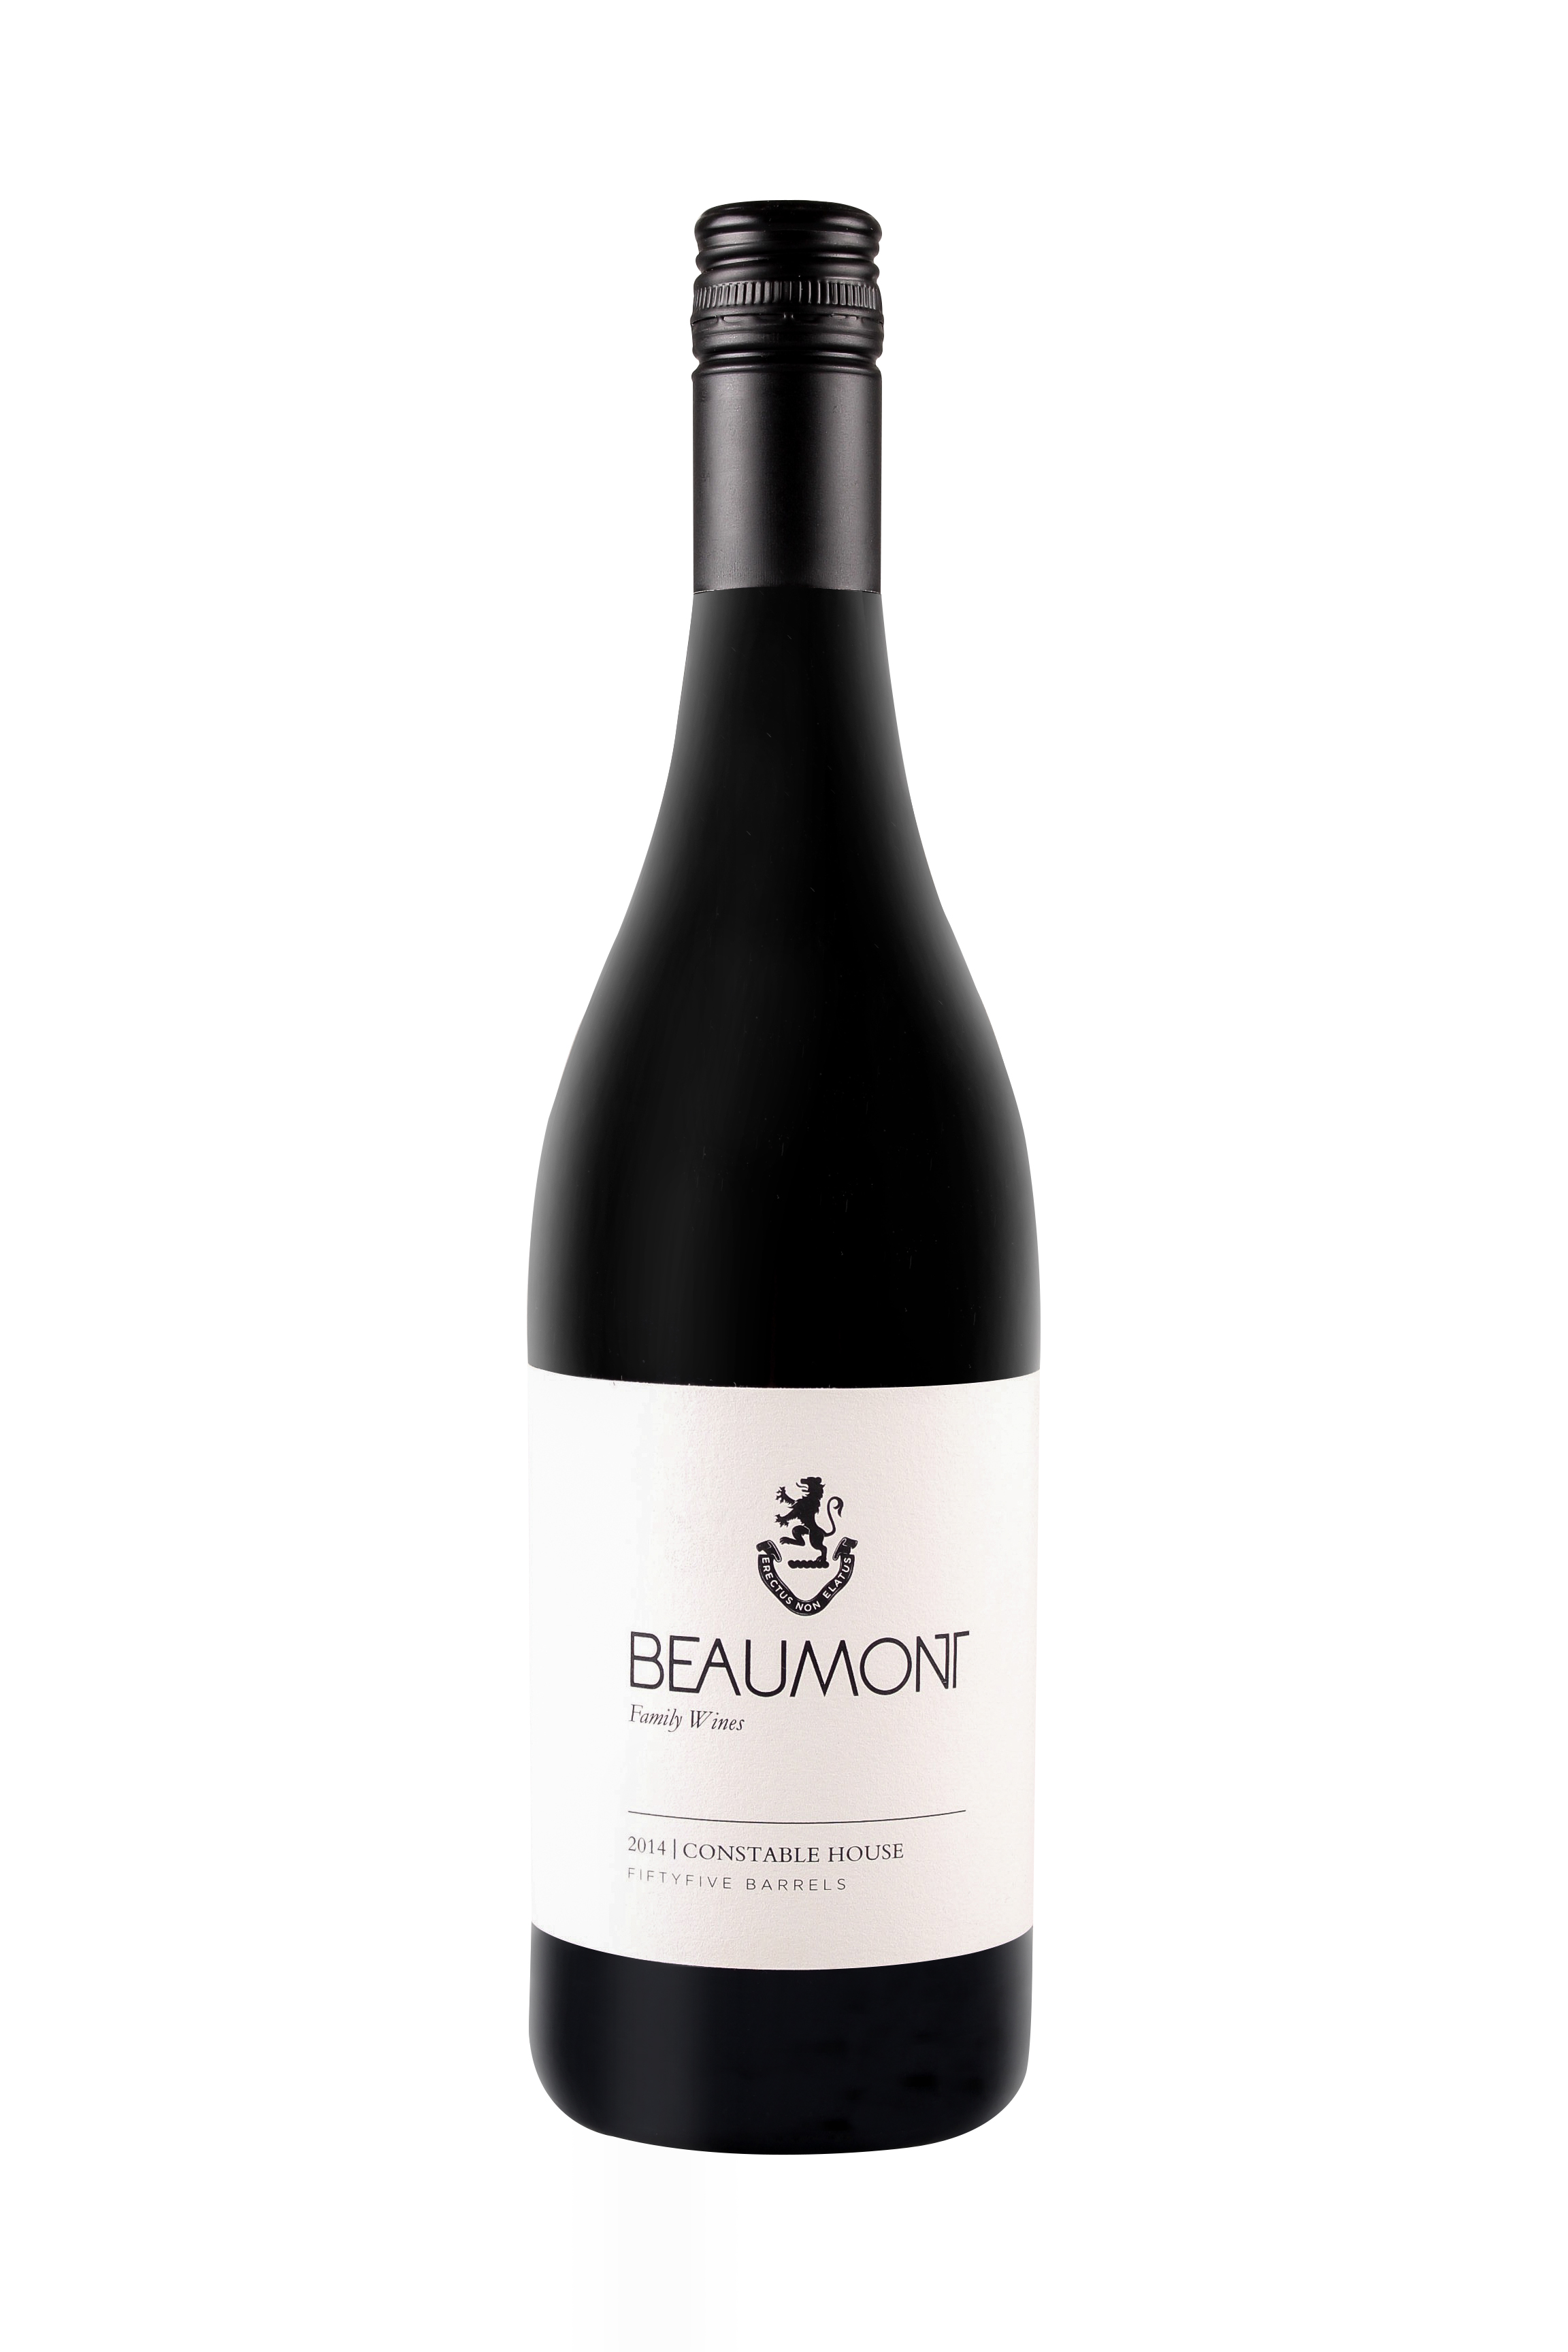 ERECTUS NON ELATUS
BEAUMONT
Family Wines
2014 | CONSTABLE HOUSE
FIFTYFIVE BARRELS